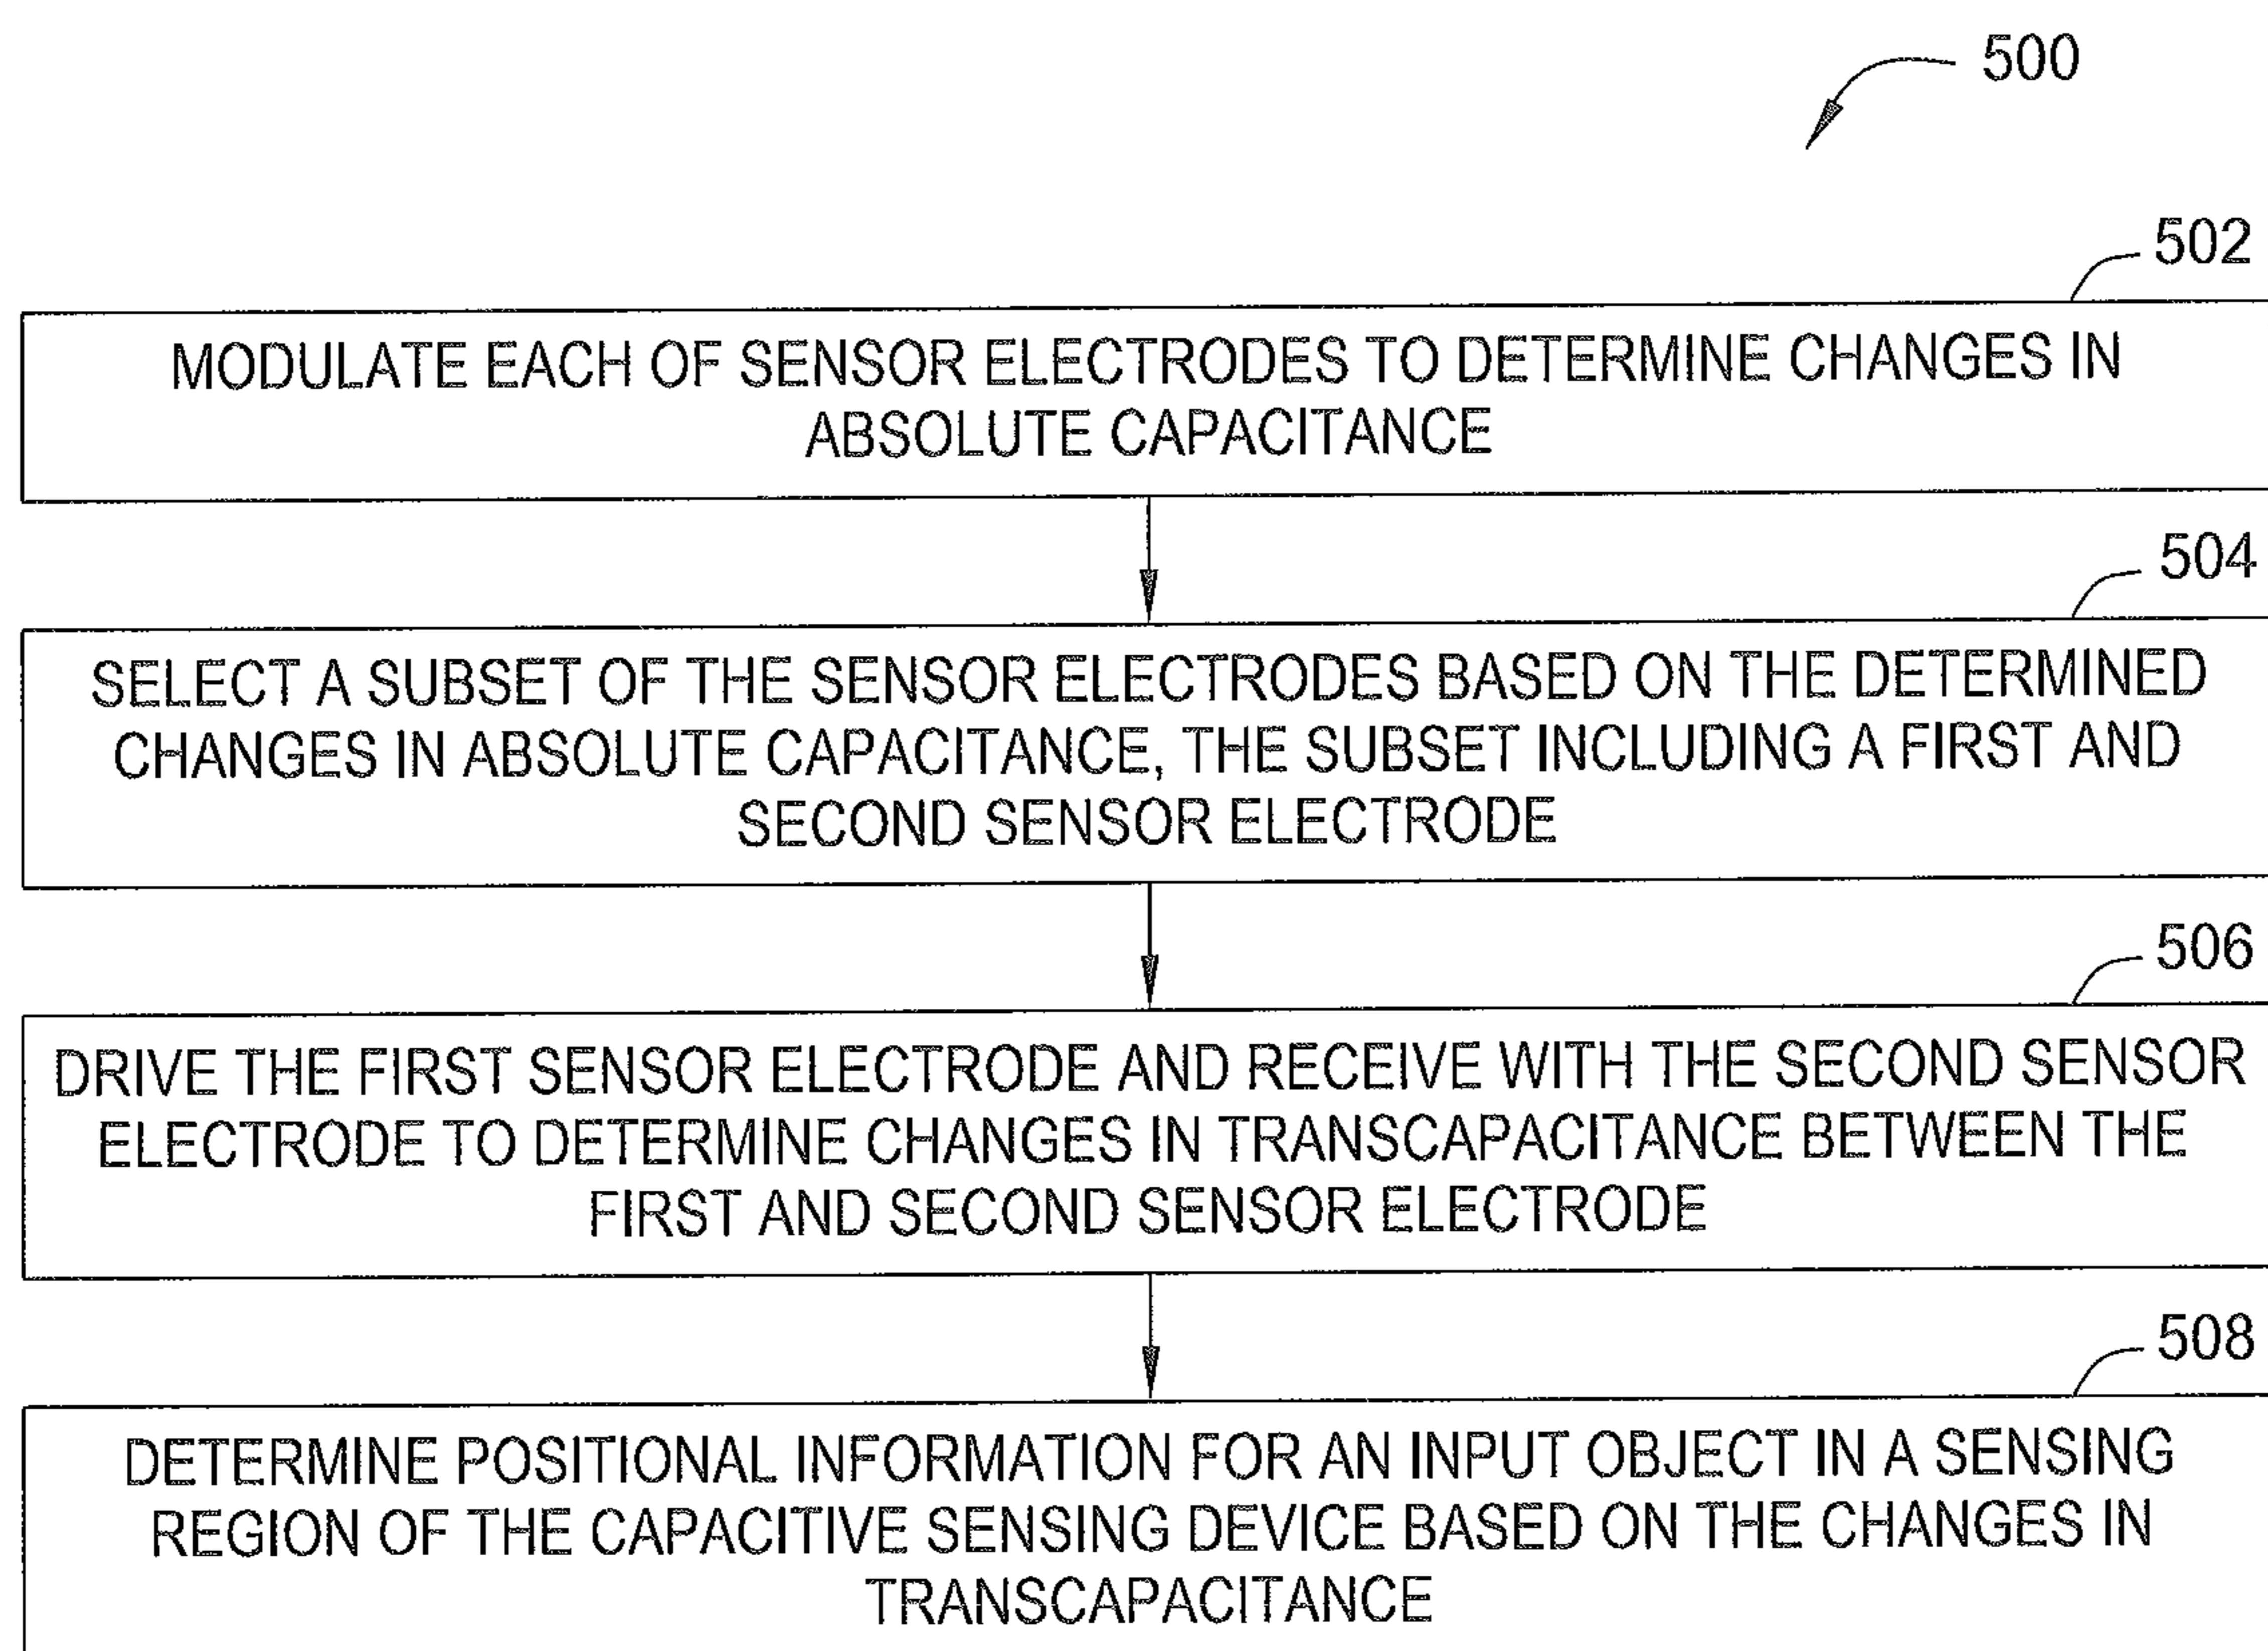 500
502
MODULATE EACH OF SENSOR ELECTRODES TO DETERMINE CHANGES IN
ABSOLUTE CAPACITANCE
504
SELECT A SUBSET OF THE SENSOR ELECTRODES BASED ON THE DETERMINED
CHANGES IN ABSOLUTE CAPACITANCE, THE SUBSET INCLUDING A FIRST AND
SECOND SENSOR ELECTRODE
506
DRIVE THE FIRST SENSOR ELECTRODE AND RECEIVE WITH THE SECOND SENSOR
ELECTRODE TO DETERMINE CHANGES IN TRANSCAPACITANCE BETWEEN THE
FIRST AND SECOND SENSOR ELECTRODE
508
DETERMINE POSITIONAL INFORMATION FOR AN INPUT OBJECT IN A SENSING
REGION OF THE CAPACITIVE SENSING DEVICE BASED ON THE CHANGES IN
TRANSCAPACITANCE